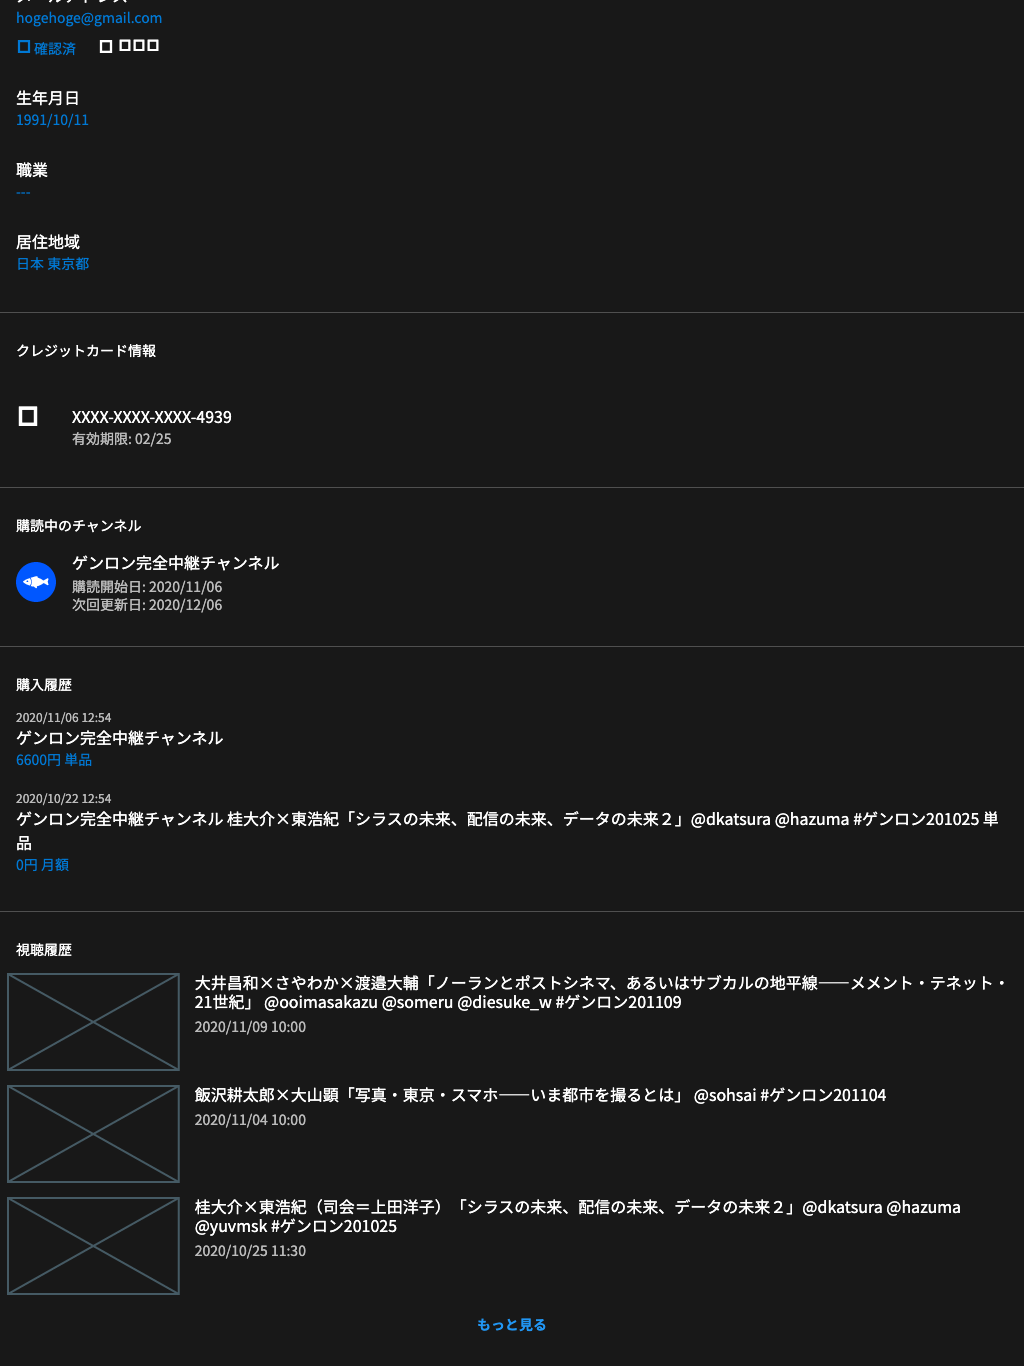 hogehoge@gmail.com
確認済
生年月日
1991/10/11
職業
---
居住地域
日本 東京都
クレジットカード情報
XXXX-XXXX-XXXX-4939
有効期限: 02/25
購読中のチャンネル
ゲンロン完全中継チャンネル
購読開始日: 2020/11/06
次回更新日: 2020/12/06
購入履歴
2020/11/06 12:54
ゲンロン完全中継チャンネル
6600円 単品
2020/10/22 12:54
ゲンロン完全中継チャンネル 桂大介×東浩紀「シラスの未来、配信の未来、データの未来２」@dkatsura @hazuma #ゲンロン201025 単
品
0円 月額
視聴履歴
大井昌和×さやわか×渡邉大輔「ノーランとポストシネマ、あるいはサブカルの地平線——メメント・テネット・
21世紀」 @ooimasakazu @someru @diesuke_w #ゲンロン201109
2020/11/09 10:00
飯沢耕太郎×大山顕「写真・東京・スマホ——いま都市を撮るとは」 @sohsai #ゲンロン201104
2020/11/04 10:00
桂大介×東浩紀（司会＝上田洋子）「シラスの未来、配信の未来、データの未来２」@dkatsura @hazuma
@yuvmsk #ゲンロン201025
2020/10/25 11:30
もっと見る